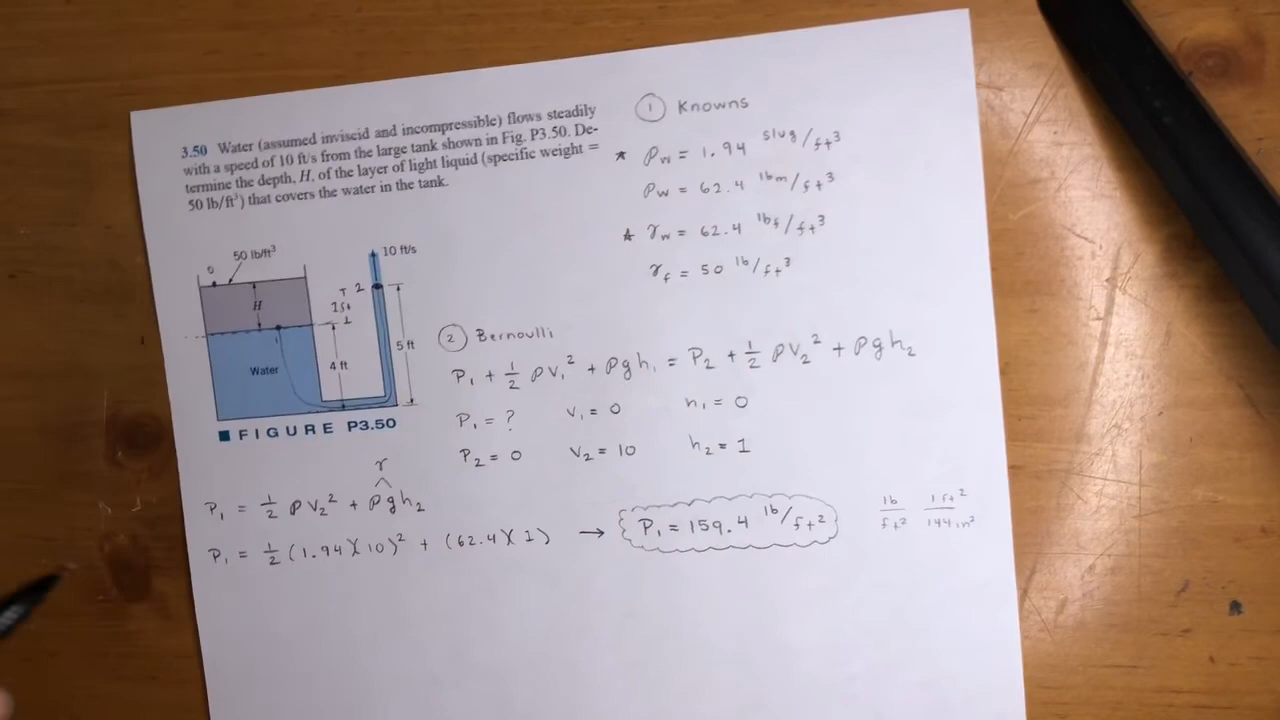 3.50 Water (assumed inviscid and incompressible) flows steadily
with a speed of 10 ft/s from the large tank shown in Fig. P3.50. De-
termine the depth, H, of the layer of light liquid (specific weight =
50 lb/ft³) that covers the water in the tank.
① Knowns
* ρw = 1.94 slug/ft³
ρw = 62.4 lbm/ft³
* γw = 62.4 lbf/ft³
γf = 50 lb/ft³
0
50 lb/ft³
10 ft/s
H
2
1ft
1
Water
4 ft
5 ft
■ FIGURE P3.50
② Bernoulli
P₁ + ½ ρV₁² + ρgh₁ = P₂ + ½ ρV₂² + ρgh₂
P₁ = ? V₁ = 0 h₁ = 0
P₂ = 0 V₂ = 10 h₂ = 1
γ
P₁ = ½ ρV₂² + ρgh₂
P₁ = ½ (1.94)(10)² + (62.4)(1) → P₁ = 159.4 lb/ft²
lb/ft² 1ft²/144in²